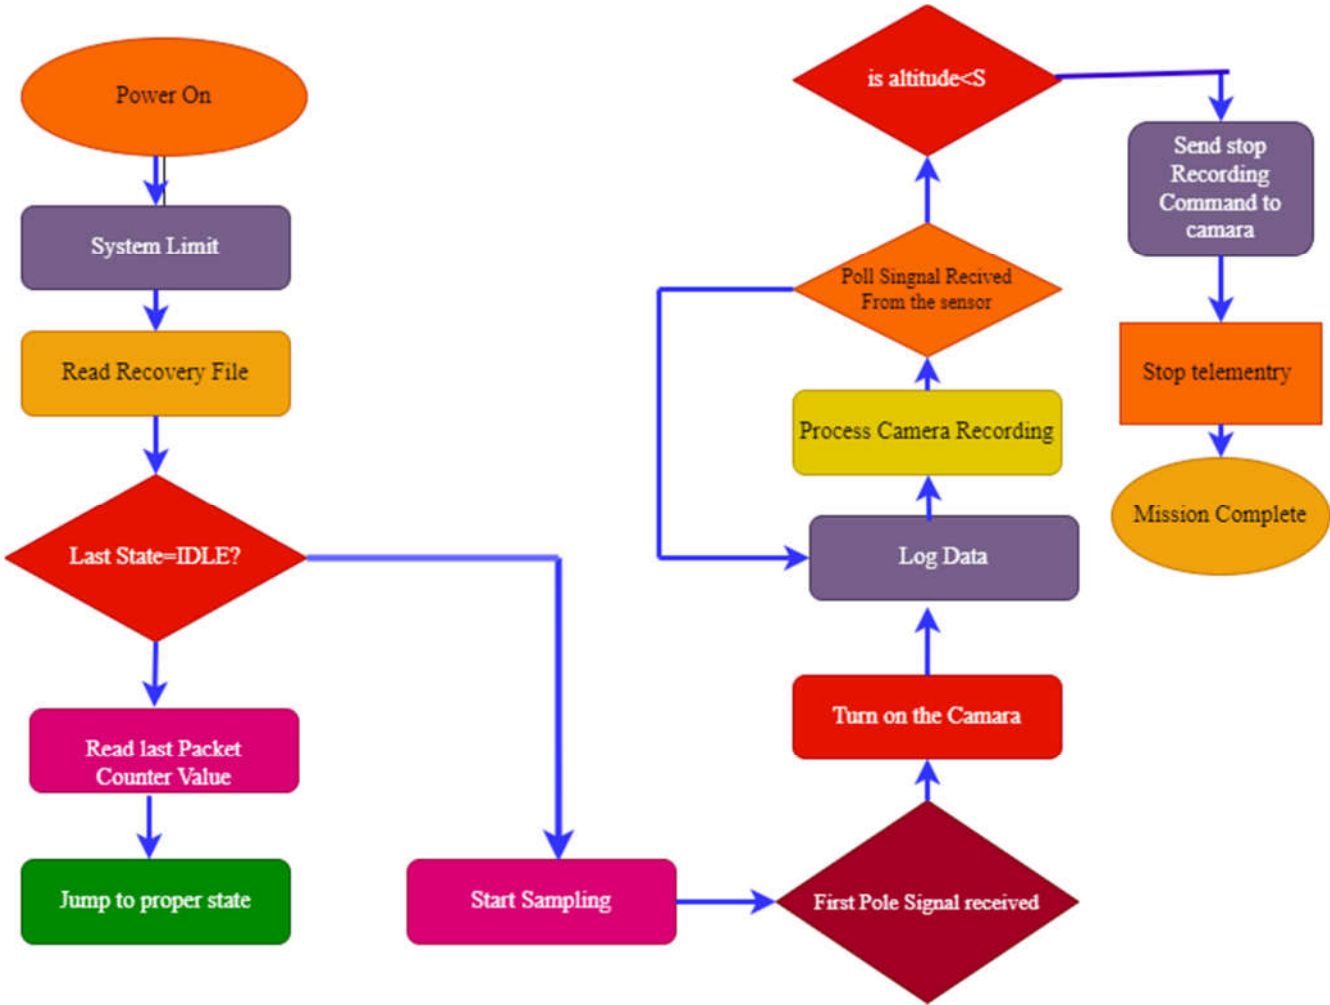 Power On
System Limit
Read Recovery File
Last State=IDLE?
Read last Packet
Counter Value
Jump to proper state
Start Sampling
First Pole Signal received
Turn on the Camara
Log Data
Process Camera Recording
Poll Singnal Recived
From the sensor
is altitude<S
Send stop
Recording
Command to
camara
Stop telementry
Mission Complete